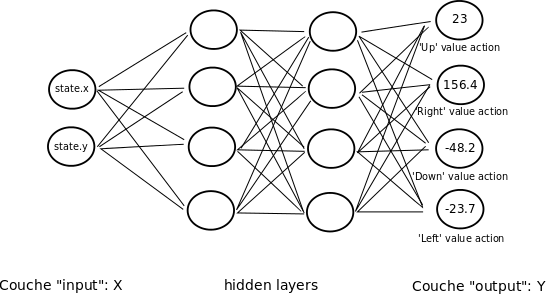 23
'Up' value action
state.x
156.4
'Right' value action
state.y
-48.2
'Down' value action
-23.7
'Left' value action
Couche "input": X
hidden layers
Couche "output": Y